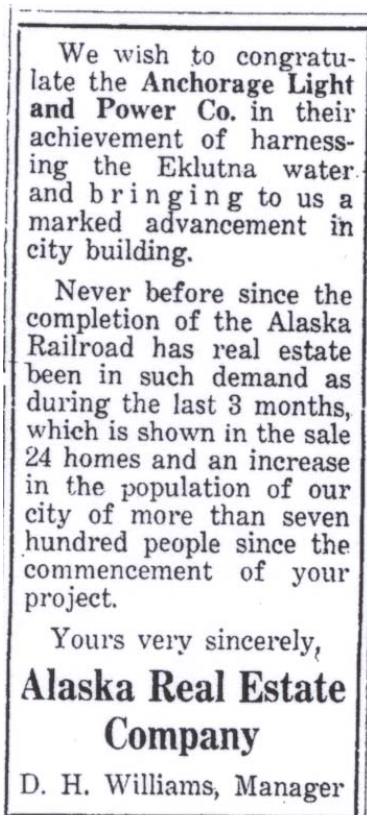 We wish to congratu-
late the Anchorage Light
and Power Co. in their
achievement of harness-
ing the Eklutna water
and bringing to us a
marked advancement in
city building.
Never before since the
completion of the Alaska
Railroad has real estate
been in such demand as
during the last 3 months,
which is shown in the sale
24 homes and an increase
in the population of our
city of more than seven
hundred people since the
commencement of your
project.
Yours very sincerely,
Alaska Real Estate
Company
D. H. Williams, Manager